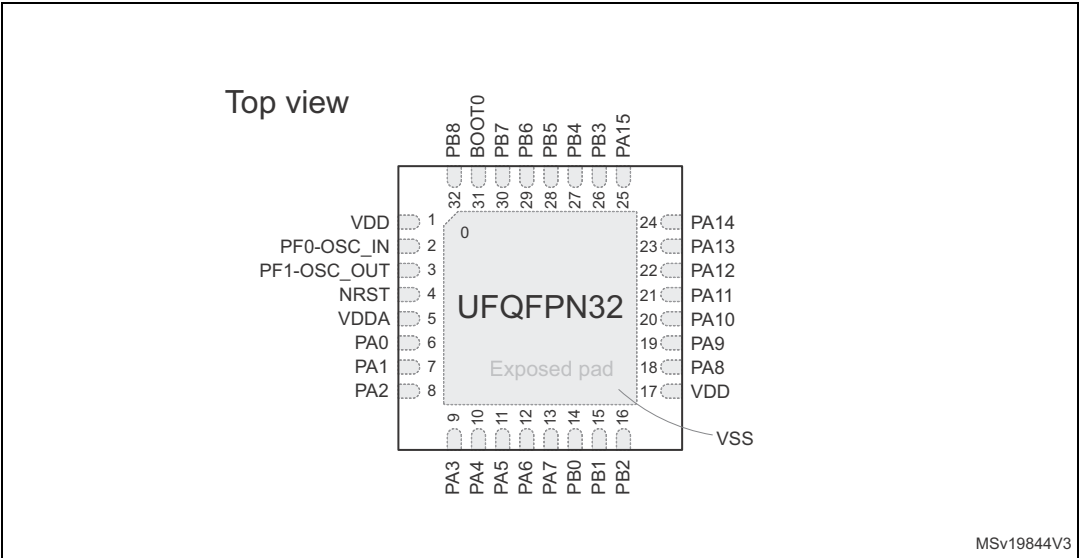 Top view
PB8
BOOT0
PB7
PB6
PB5
PB4
PB3
PA15
32
31
30
29
28
27
26
25
VDD 1
PF0-OSC_IN 2
PF1-OSC_OUT 3
NRST 4
VDDA 5
PA0 6
PA1 7
PA2 8
0
UFQFPN32
Exposed pad
24 PA14
23 PA13
22 PA12
21 PA11
20 PA10
19 PA9
18 PA8
17 VDD
VSS
9
10
11
12
13
14
15
16
PA3
PA4
PA5
PA6
PA7
PB0
PB1
PB2
MSv19844V3